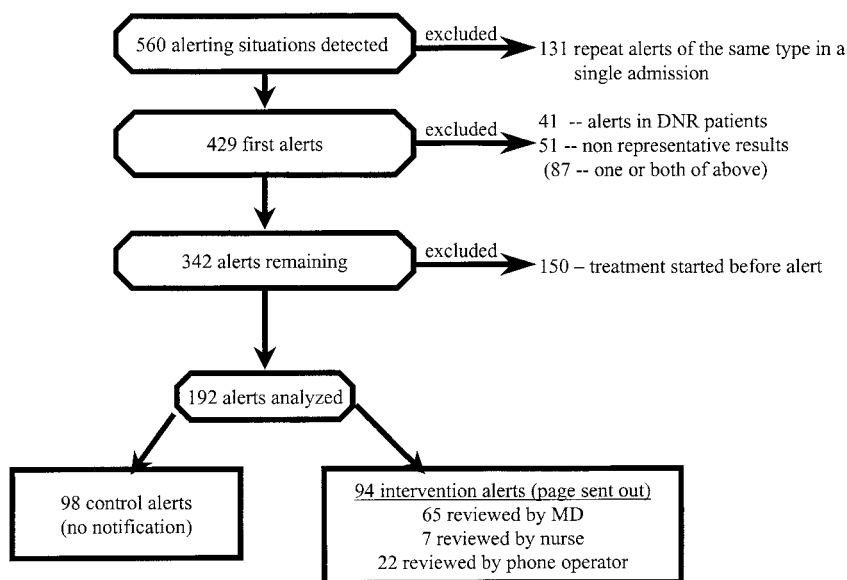 560 alerting situations detected
excluded
131 repeat alerts of the same type in a
single admission
429 first alerts
excluded
41 -- alerts in DNR patients
51 -- non representative results
(87 -- one or both of above)
342 alerts remaining
excluded
150 – treatment started before alert
192 alerts analyzed
98 control alerts
(no notification)
94 intervention alerts (page sent out)
65 reviewed by MD
7 reviewed by nurse
22 reviewed by phone operator